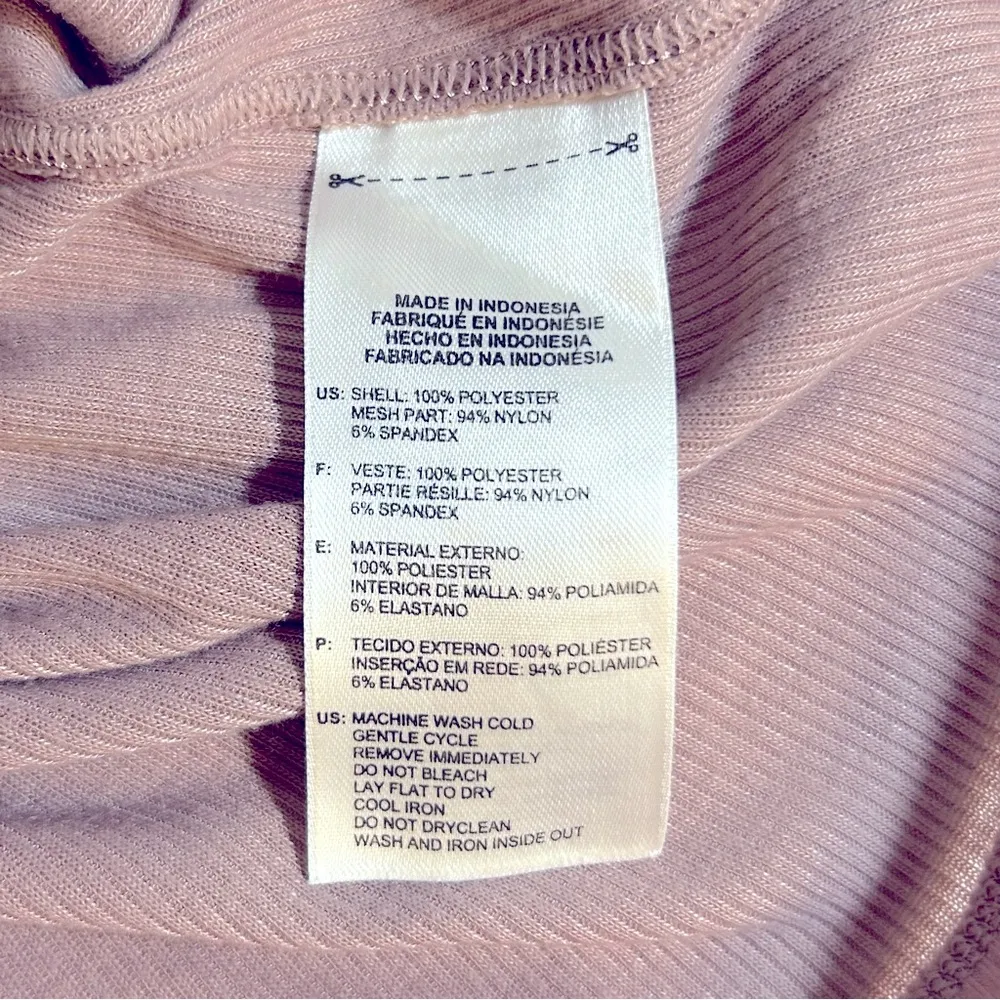 MADE IN INDONESIA
FABRIQUÉ EN INDONÉSIE
HECHO EN INDONESIA
FABRICADO NA INDONÉSIA
US: SHELL: 100% POLYESTER
MESH PART: 94% NYLON
6% SPANDEX
F: VESTE: 100% POLYESTER
PARTIE RÉSILLE: 94% NYLON
6% SPANDEX
E: MATERIAL EXTERNO:
100% POLIESTER
INTERIOR DE MALLA: 94% POLIAMIDA
6% ELASTANO
P: TECIDO EXTERNO: 100% POLIÉSTER
INSERÇÃO EM REDE: 94% POLIAMIDA
6% ELASTANO
US: MACHINE WASH COLD
GENTLE CYCLE
REMOVE IMMEDIATELY
DO NOT BLEACH
LAY FLAT TO DRY
COOL IRON
DO NOT DRYCLEAN
WASH AND IRON INSIDE OUT